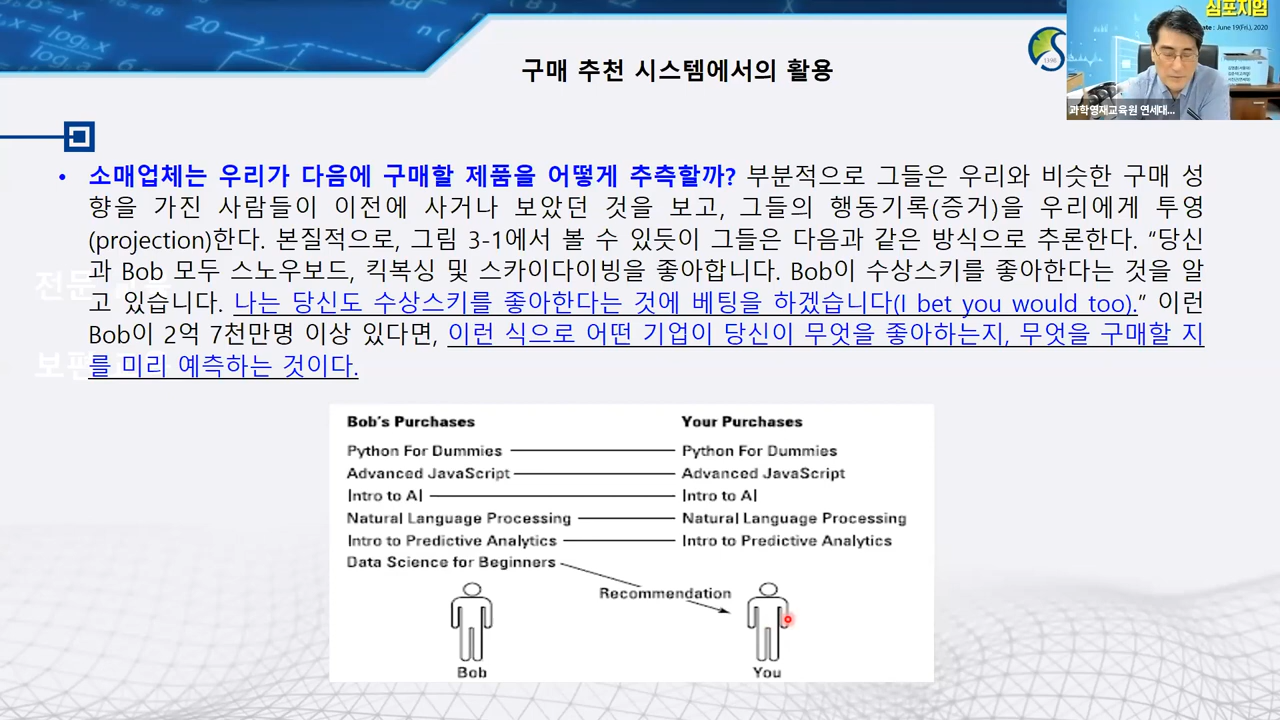 구매 추천 시스템에서의 활용
심포지엄
June 19(Fri.), 2020
과학영재교육원 연세대...
• 소매업체는 우리가 다음에 구매할 제품을 어떻게 추측할까? 부분적으로 그들은 우리와 비슷한 구매 성
향을 가진 사람들이 이전에 사거나 보았던 것을 보고, 그들의 행동기록(증거)을 우리에게 투영
(projection)한다. 본질적으로, 그림 3-1에서 볼 수 있듯이 그들은 다음과 같은 방식으로 추론한다. “당신
과 Bob 모두 스노우보드, 킥복싱 및 스카이다이빙을 좋아합니다. Bob이 수상스키를 좋아한다는 것을 알
고 있습니다. 나는 당신도 수상스키를 좋아한다는 것에 베팅을 하겠습니다(I bet you would too).” 이런
Bob이 2억 7천만명 이상 있다면, 이런 식으로 어떤 기업이 당신이 무엇을 좋아하는지, 무엇을 구매할 지
를 미리 예측하는 것이다.
Bob's Purchases Your Purchases
Python For Dummies Python For Dummies
Advanced JavaScript Advanced JavaScript
Intro to AI Intro to AI
Natural Language Processing Natural Language Processing
Intro to Predictive Analytics Intro to Predictive Analytics
Data Science for Beginners
Recommendation
Bob You